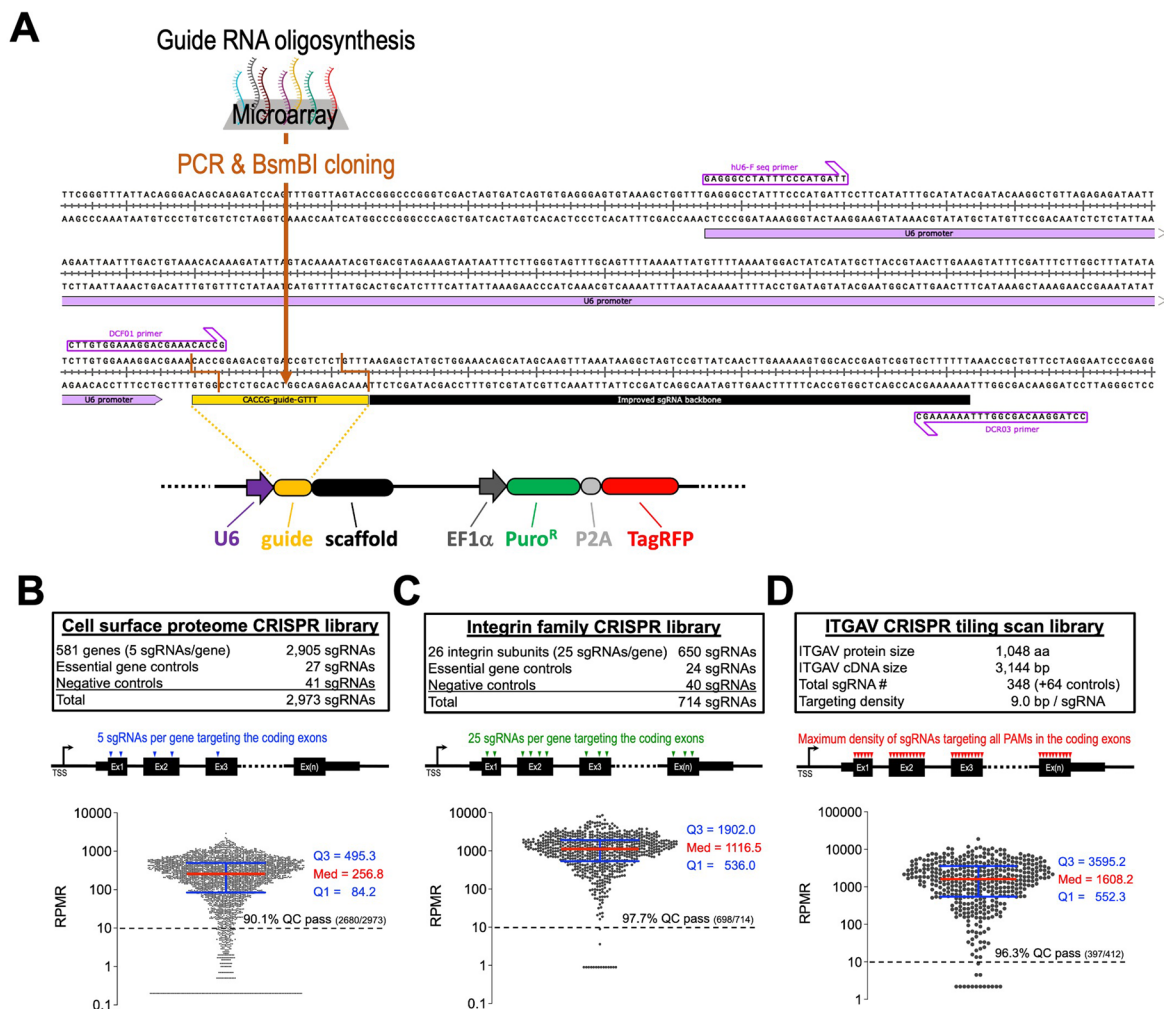 A
Guide RNA oligosynthesis
Microarray
PCR & BsmBI cloning
hU6-F seq primer
GAGGGCCTATTTCCCATGATT
TTCGGGTTTATTACAGGGACAGCAGAGATCCAGTTTGGTTAGTACCGGGCCCGGGTCGACTAGTGATCAGTGTGAGGGAGTGTAAAGCTGGTTTGAGGGCCTATTTCCCATGATTCCTTCATATTTGCATATACGATACAAGGCTGTTAGAGAGATAATT
AAGCCCAAATAATGTCCCTGTCGTCTCTAGGTCAAACCAATCATGGCCCGGGCCCAGCTGATCACTAGTCACACTCCCTCACATTTCGACCAAACTCCCGGATAAAGGGTACTAAGGAAGTATAAACGTATATGCTATGTTCCGACAATCTCTCTATTAA
U6 promoter
AGAATTAATTTGACTGTAAACACAAAGATATTAGTACAAAATACGTGACGTAGAAAGTAATAATTTCTTGGGTAGTTTGCAGTTTTAAAATTATGTTTTAAAATGGACTATCATATGCTTACCGTAACTTGAAAGTATTTCGATTTCTTGGCTTTATATA
TCTTAATTAAACTGACATTTGTGTTTCTATAATCATGTTTTATGCACTGCATCTTTCATTATTAAAGAACCCATCAAACGTCAAAATTTTAATACAAAATTTTACCTGATAGTATACGAATGGCATTGAACTTTCATAAAGCTAAAGAACCGAAATATAT
U6 promoter
DCF01 primer
CTTGTGGAAAGGACGAAACACCG
TCTTGTGGAAAGGACGAAACACCGGAGACGTGACCGTCTCTGTTTAAGAGCTATGCTGGAAACAGCATAGCAAGTTTAAATAAGGCTAGTCCGTTATCAACTTGAAAAAGTGGCACCGAGTCGGTGCTTTTTTAAACCGCTGTTCCTAGGAATCCCGAGG
AGAACACCTTTCCTGCTTTGTGGCCTCTGCACTGGCAGAGACAAATTCTCGATACGACCTTTGTCGTATCGTTCAAATTTATTCCGATCAGGCAATAGTTGAACTTTTTCACCGTGGCTCAGCCACGAAAAAATTTGGCGACAAGGATCCTTAGGGCTCC
U6 promoter CACCG-guide-GTTT Improved sgRNA backbone
CGAAAAAATTTGGCGACAAGGATCC
DCR03 primer
U6 guide scaffold EF1α Puroᴿ P2A TagRFP
B
Cell surface proteome CRISPR library
581 genes (5 sgRNAs/gene) 2,905 sgRNAs
Essential gene controls 27 sgRNAs
Negative controls 41 sgRNAs
Total 2,973 sgRNAs
5 sgRNAs per gene targeting the coding exons
TSS Ex1 Ex2 Ex3 Ex(n)
10000
1000
100
10
1
0.1
RPMR
Q3 = 495.3
Med = 256.8
Q1 = 84.2
90.1% QC pass (2680/2973)
C
Integrin family CRISPR library
26 integrin subunits (25 sgRNAs/gene) 650 sgRNAs
Essential gene controls 24 sgRNAs
Negative controls 40 sgRNAs
Total 714 sgRNAs
25 sgRNAs per gene targeting the coding exons
TSS Ex1 Ex2 Ex3 Ex(n)
10000
1000
100
10
1
0.1
RPMR
Q3 = 1902.0
Med = 1116.5
Q1 = 536.0
97.7% QC pass (698/714)
D
ITGAV CRISPR tiling scan library
ITGAV protein size 1,048 aa
ITGAV cDNA size 3,144 bp
Total sgRNA # 348 (+64 controls)
Targeting density 9.0 bp / sgRNA
Maximum density of sgRNAs targeting all PAMs in the coding exons
TSS Ex1 Ex2 Ex3 Ex(n)
100000
10000
1000
100
10
1
RPMR
Q3 = 3595.2
Med = 1608.2
Q1 = 552.3
96.3% QC pass (397/412)